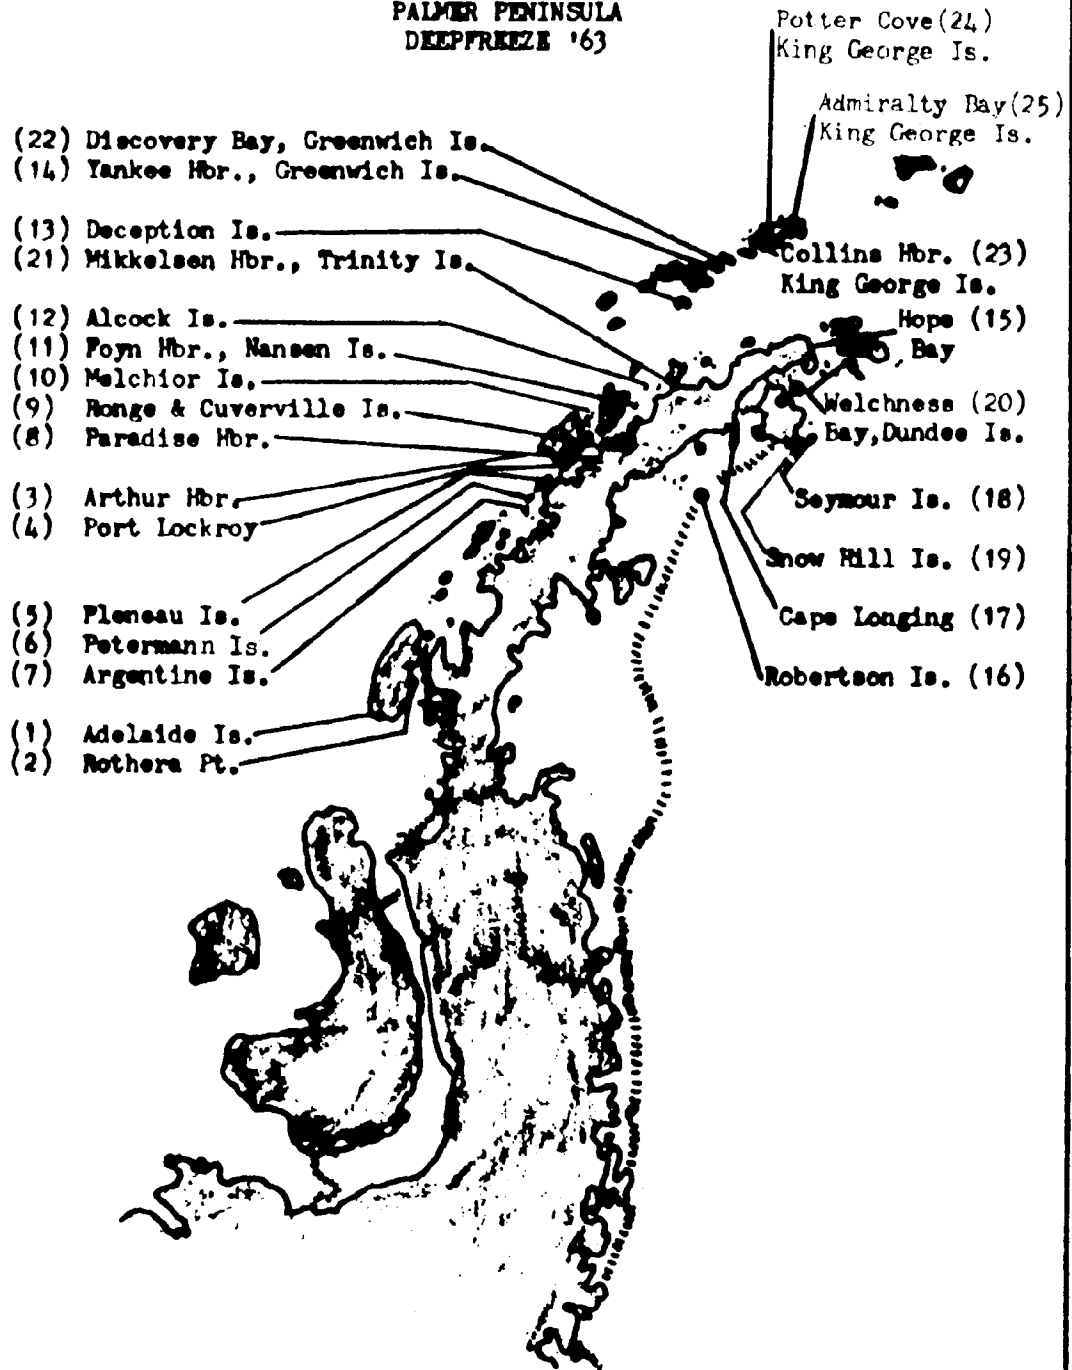 PALMER PENINSULA
DEEPFREEZE '63
Potter Cove(24)
King George Is.
Admiralty Bay(25)
King George Is.
(22) Discovery Bay, Greenwich Is.
(14) Yankee Hbr., Greenwich Is.
(13) Deception Is.
(21) Mikkelsen Hbr., Trinity Is.
Collins Hbr. (23)
King George Is.
(12) Alcock Is.
(11) Foyn Hbr., Nansen Is.
(10) Melchior Is.
(9) Ronge & Cuverville Is.
(8) Paradise Hbr.
Hope (15)
Bay
Welchness (20)
Bay,Dundee Is.
(3) Arthur Hbr.
(4) Port Lockroy
Seymour Is. (18)
Snow Hill Is. (19)
(5) Pleneau Is.
(6) Petermann Is.
(7) Argentine Is.
Cape Longing (17)
Robertson Is. (16)
(1) Adelaide Is.
(2) Rothera Pt.